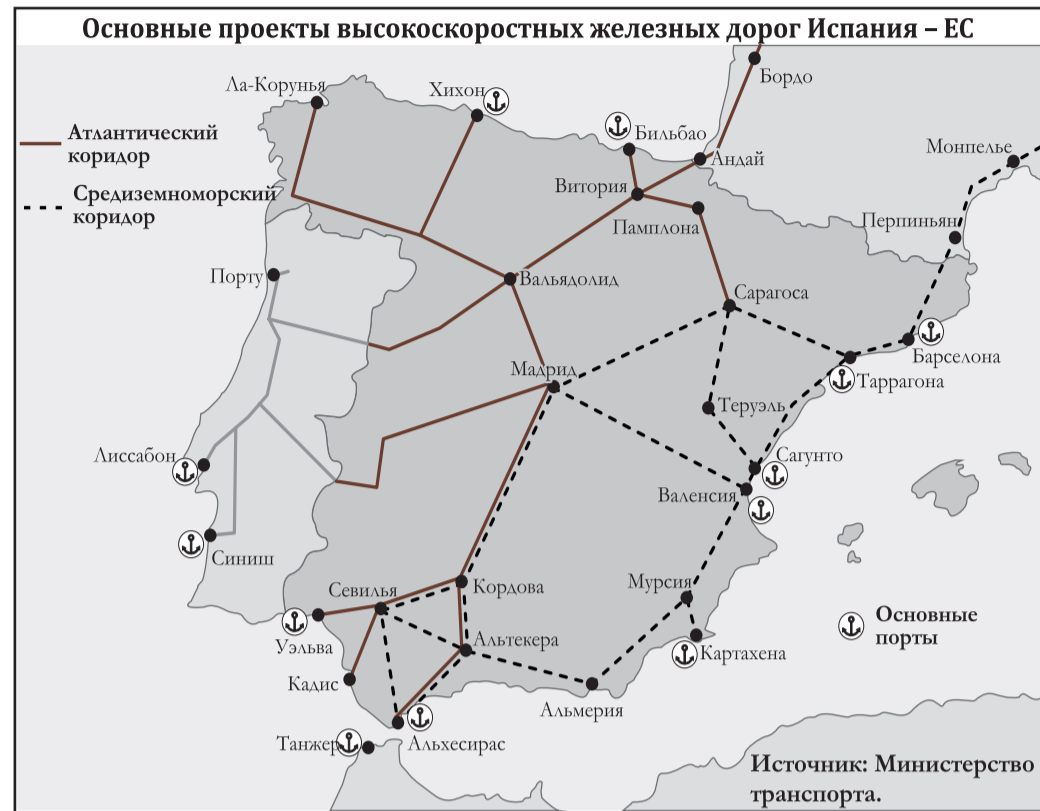 Основные проекты высокоскоростных железных дорог Испания – ЕС
Бордо
Ла-Корунья
Хихон
Атлантический
коридор
Бильбао
Андай
Монпелье
Витория
Средиземноморский
коридор
Памплона
Перпиньян
Порту
Вальядолид
Сарагоса
Барселона
Мадрид
Таррагона
Теруэль
Лиссабон
Сагунто
Валенсия
Синиш
Севилья
Кордова
Мурсия
Основные
порты
Уэльва
Альтекера
Картахена
Кадис
Альмерия
Танжер
Альхесирас
Источник: Министерство
транспорта.